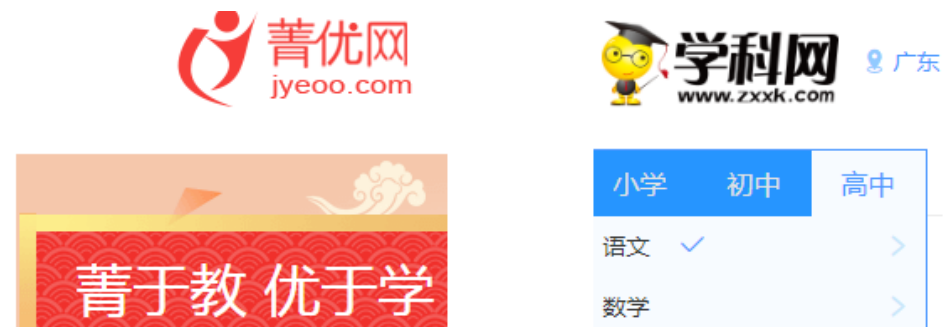 菁优网
jyeoo.com
菁于教 优于学
学科网
www.zxxk.com
广东
小学 初中 高中
语文
数学